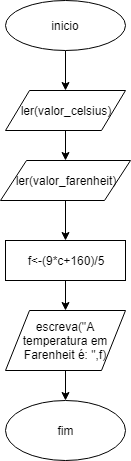 inicio
ler(valor_celsius)
ler(valor_farenheit)
f<-(9*c+160)/5
escreva("A
temperatura em
Farenheit é: ",f)
fim